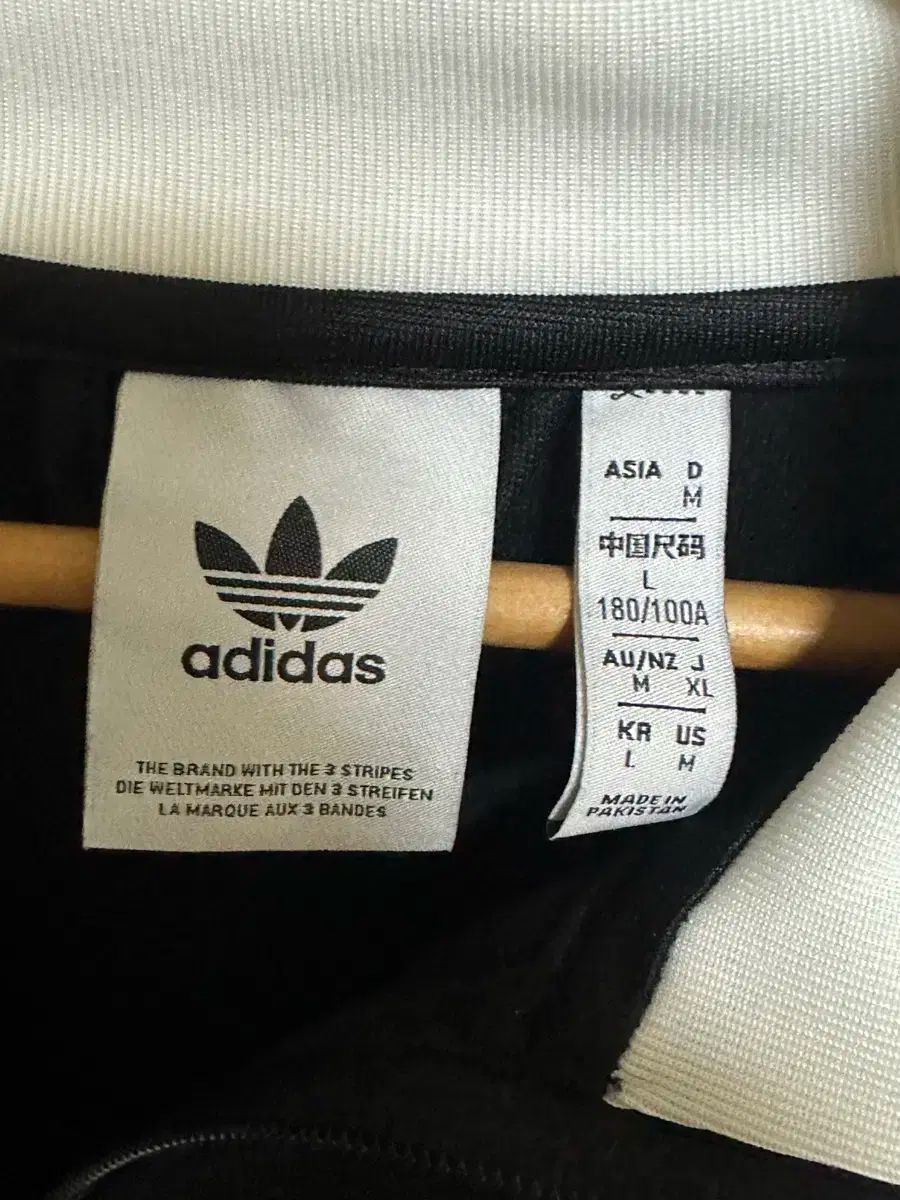 adidas
THE BRAND WITH THE 3 STRIPES
DIE WELTMARKE MIT DEN 3 STREIFEN
LA MARQUE AUX 3 BANDES
ASIA D
M
中国尺码
L
180/100A
AU/NZ J
M XL
KR US
L M
MADE IN
PAKISTAN